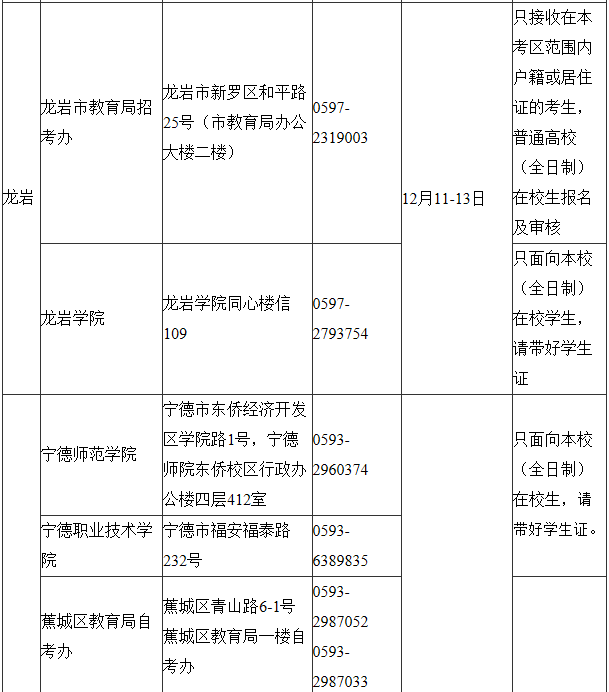 龙岩
龙岩市教育局招
考办
龙岩市新罗区和平路
25号（市教育局办公
大楼二楼）
0597-
2319003
12月11-13日
只接收在本
考区范围内
户籍或居住
证的考生，
普通高校
（全日制）
在校生报名
及审核
龙岩学院
龙岩学院同心楼信
109
0597-
2793754
只面向本校
（全日制）
在校学生，
请带好学生
证
宁德师范学院
宁德市东侨经济开发
区学院路1号，宁德
师院东侨校区行政办
公楼四层412室
0593-
2960374
只面向本校
（全日制）
在校生，请
带好学生证。
宁德职业技术学
院
宁德市福安福泰路
232号
0593-
6389835
蕉城区教育局自
考办
蕉城区青山路6-1号
蕉城区教育局一楼自
考办
0593-
2987052
0593-
2987033